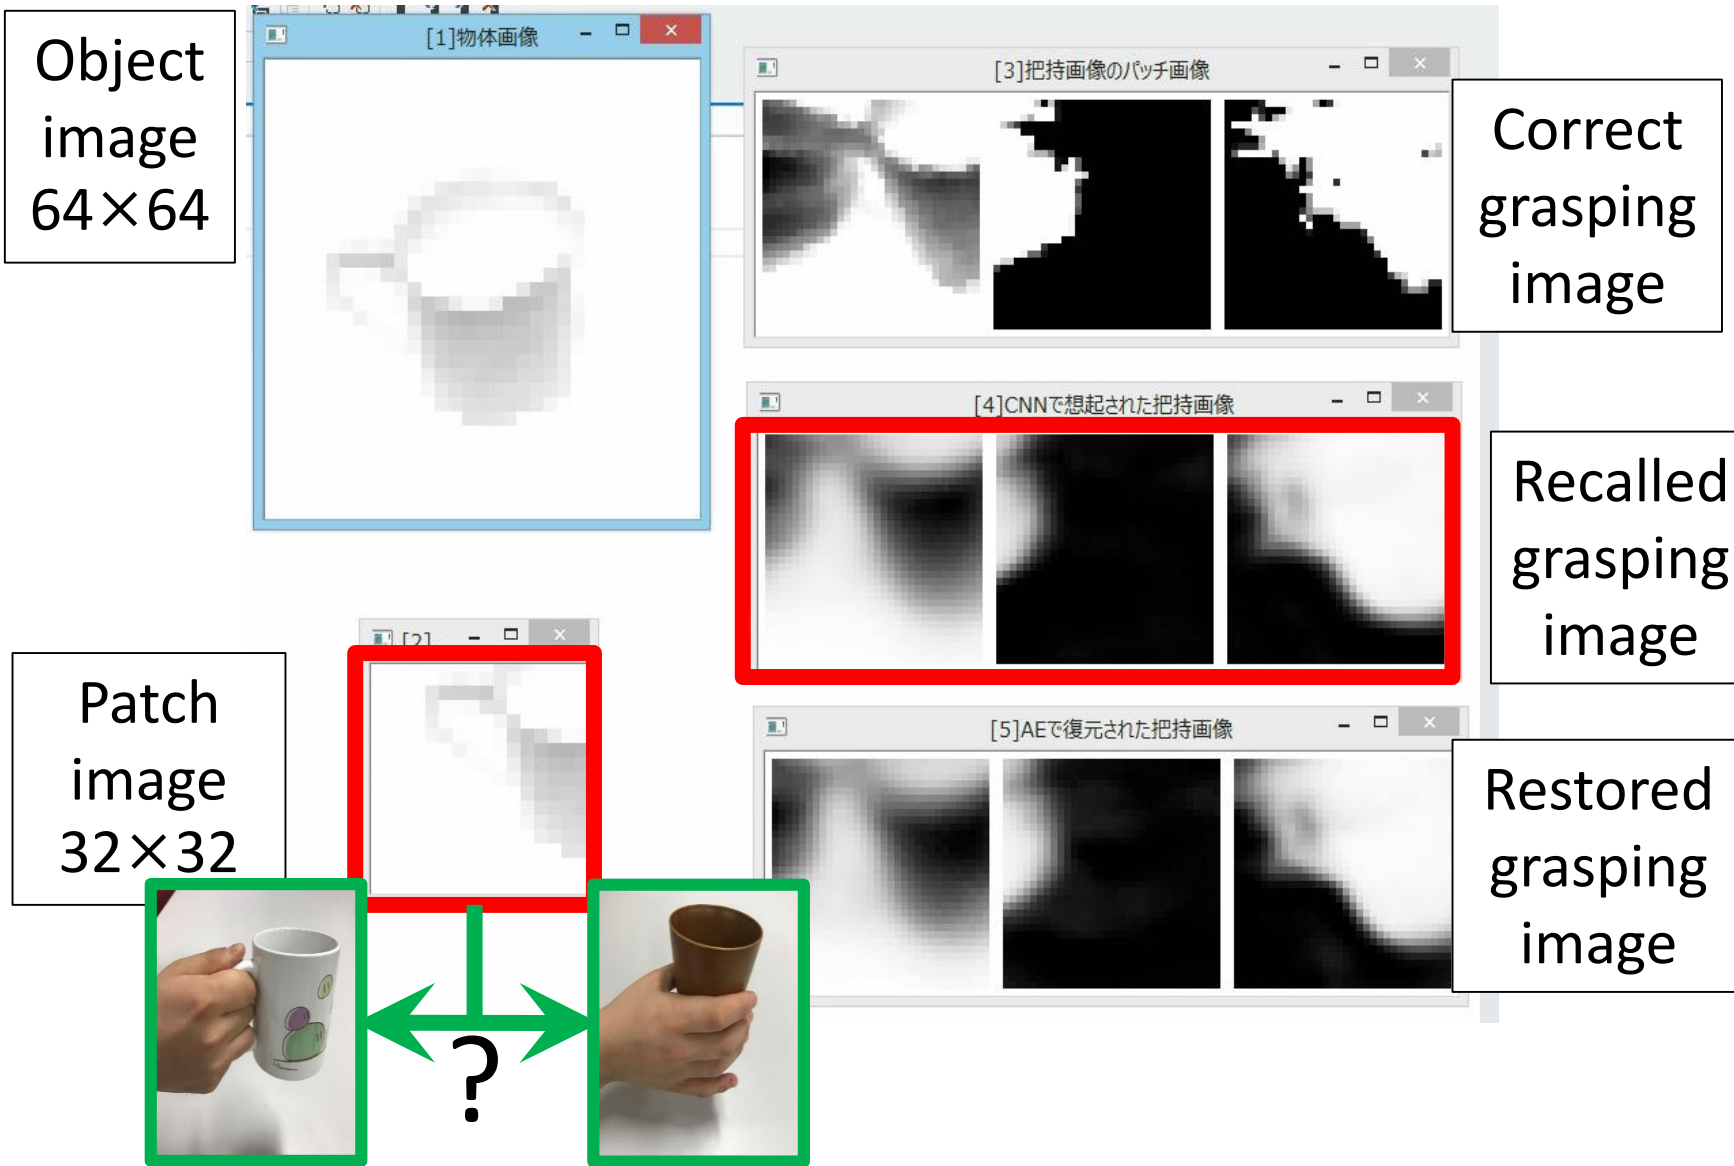 Object
image
64×64
[1]物体画像
[3]把持画像のパッチ画像
Correct
grasping
image
[4]CNNで想起された把持画像
Recalled
grasping
image
[2]
Patch
image
32×32
[5]AEで復元された把持画像
Restored
grasping
image
?